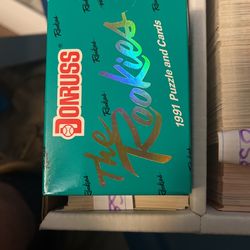 DONRUSS
The Rookies
1991 Puzzle and Cards